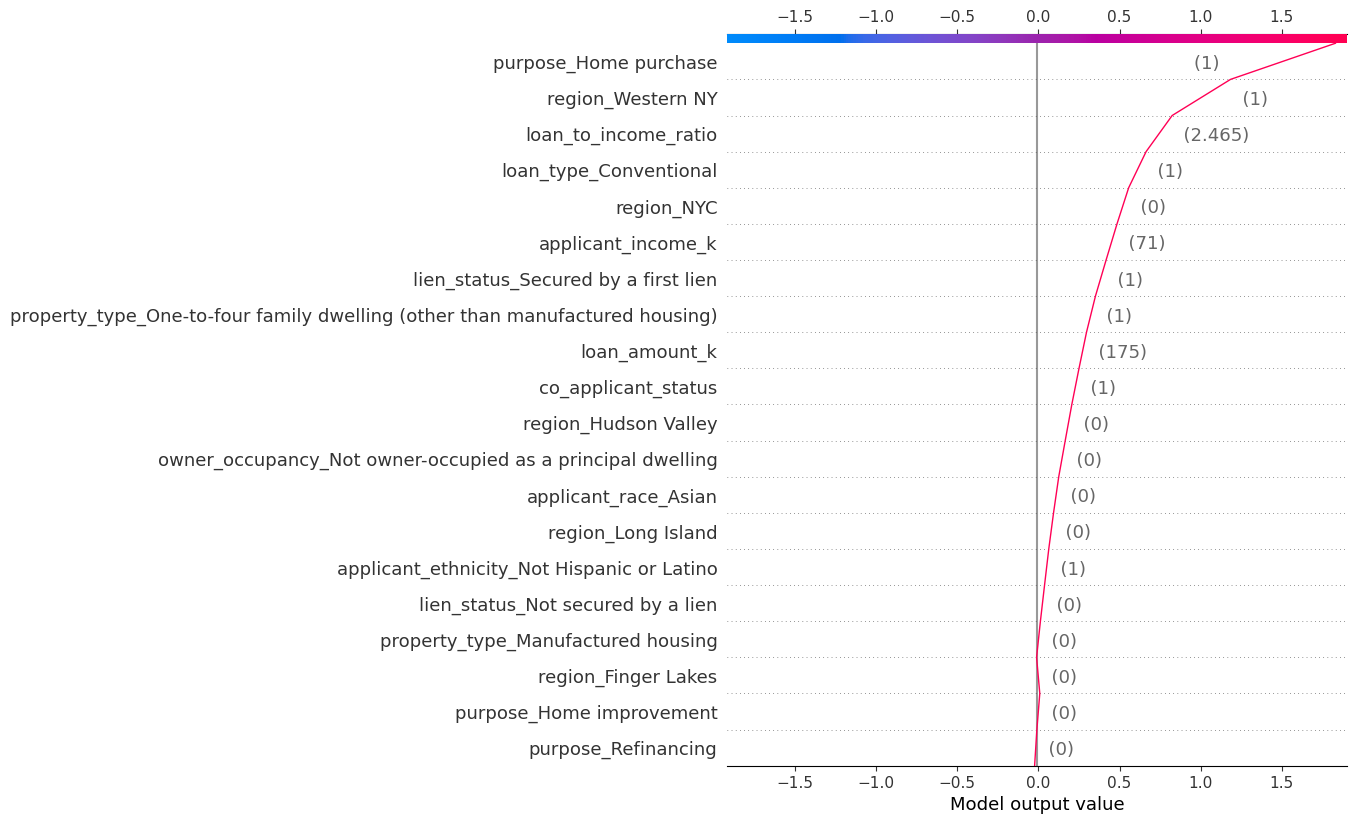 −1.5 −1.0 −0.5 0.0 0.5 1.0 1.5
purpose_Home purchase (1)
region_Western NY (1)
loan_to_income_ratio (2.465)
loan_type_Conventional (1)
region_NYC (0)
applicant_income_k (71)
lien_status_Secured by a first lien (1)
property_type_One-to-four family dwelling (other than manufactured housing) (1)
loan_amount_k (175)
co_applicant_status (1)
region_Hudson Valley (0)
owner_occupancy_Not owner-occupied as a principal dwelling (0)
applicant_race_Asian (0)
region_Long Island (0)
applicant_ethnicity_Not Hispanic or Latino (1)
lien_status_Not secured by a lien (0)
property_type_Manufactured housing (0)
region_Finger Lakes (0)
purpose_Home improvement (0)
purpose_Refinancing (0)
−1.5 −1.0 −0.5 0.0 0.5 1.0 1.5
Model output value